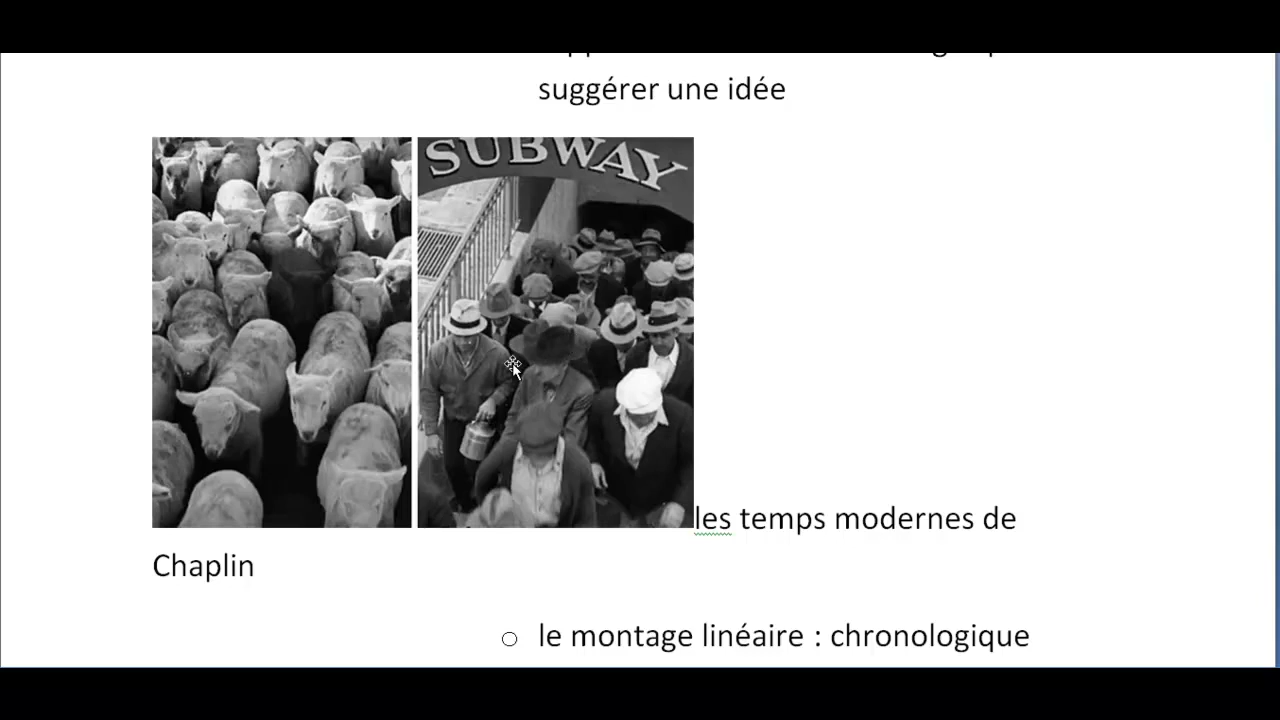 suggérer une idée
SUBWAY
les temps modernes de
Chaplin
o le montage linéaire : chronologique